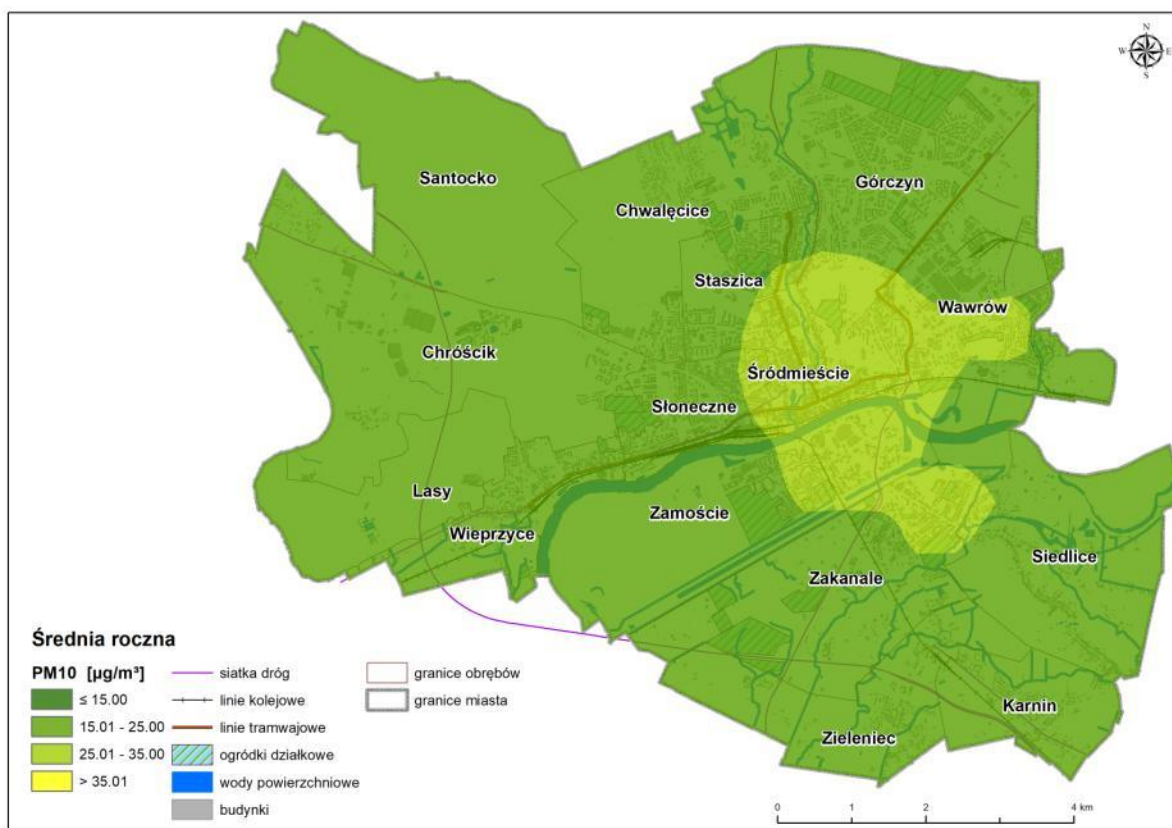 N
W E
S
Santocko
Górczyn
Chwalęcice
Staszica
Wawrów
Chróścik
Śródmieście
Słoneczne
Lasy
Zamoście
Wieprzyce
Siedlice
Zakanale
Karnin
Zieleniec
Średnia roczna
PM10 [µg/m³]
≤ 15.00
15.01 - 25.00
25.01 - 35.00
> 35.01
siatka dróg
linie kolejowe
linie tramwajowe
ogródki działkowe
wody powierzchniowe
budynki
granice obrębów
granice miasta
0 1 2 4 km